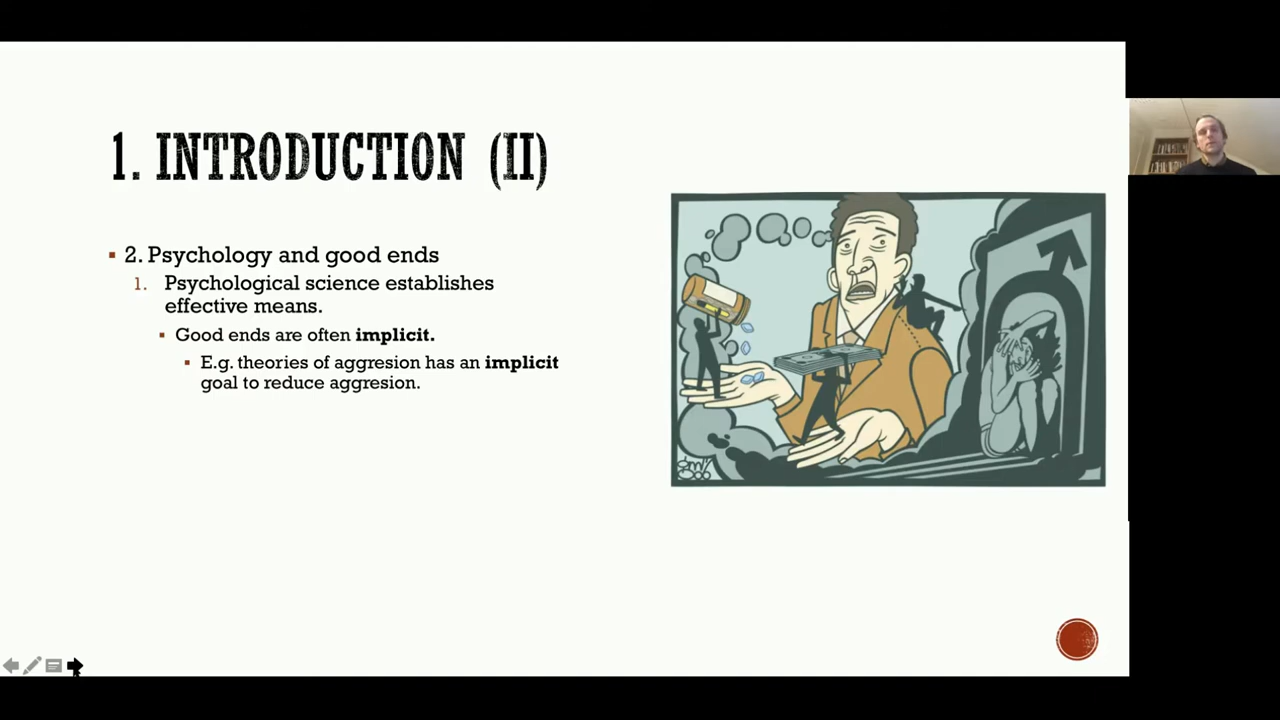 1. INTRODUCTION (II)
2. Psychology and good ends
1. Psychological science establishes
effective means.
Good ends are often implicit.
E.g. theories of aggresion has an implicit
goal to reduce aggresion.